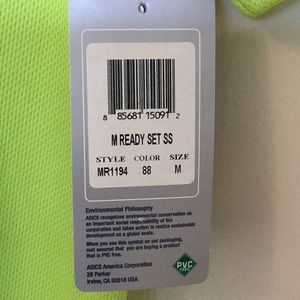 8 85681 15091 2
M READY SET SS
STYLE COLOR SIZE
MR1194 88 M
Environmental Philosophy
ASICS recognizes environmental conservation as
an important social responsibility of the
corporation and takes action to realize sustainable
development on a global scale.
When you see this symbol on our packaging,
rest assured that you are buying a product
that is PVC free.
ASICS America Corporation
29 Parker
Irvine, CA 92618 USA
PVC
FREE